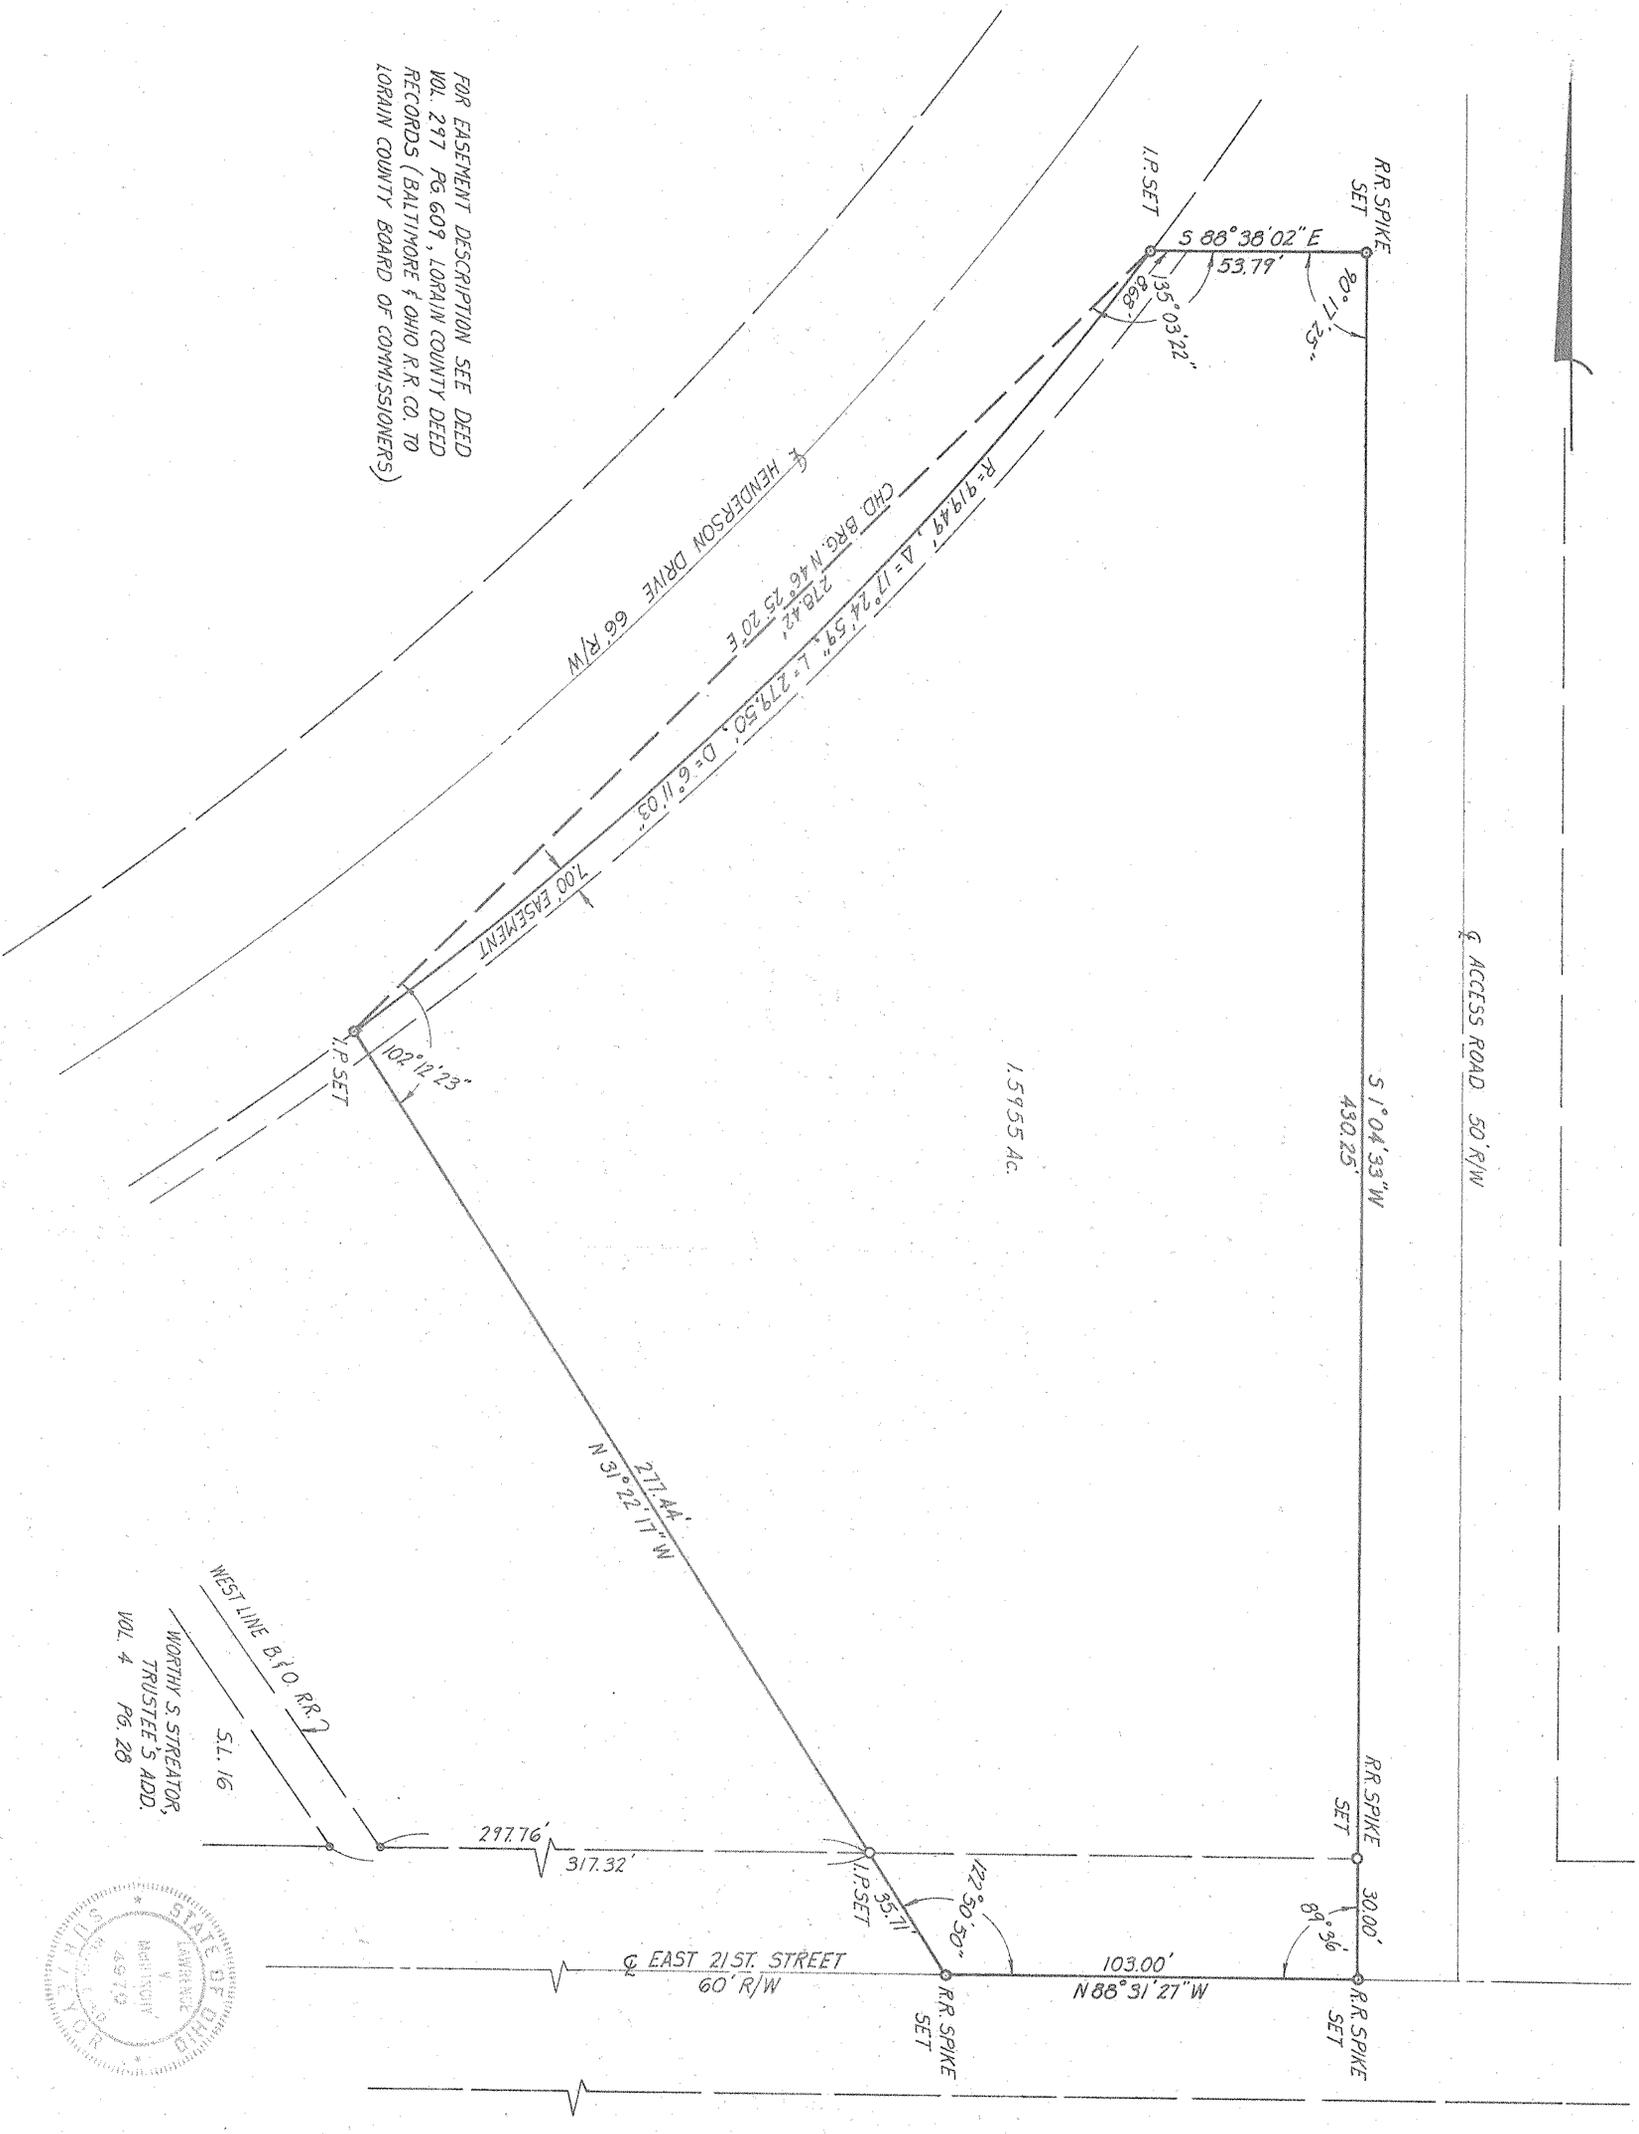 FOR EASEMENT DESCRIPTION SEE DEED
VOL. 297 PG 609, LORAIN COUNTY DEED
RECORDS (BALTIMORE & OHIO R.R. CO. TO
LORAIN COUNTY BOARD OF COMMISSIONERS)
R.R. SPIKE
SET
I.P. SET
S 88° 38' 02" E
53.79'
90° 17' 25"
135° 03' 22"
8.68'
℄ HENDERSON DRIVE 66' R/W
CHD. BRG. N 46° 25' 20" E
278.42'
R= 919.49', Δ = 17° 24' 59", L= 279.50', D= 6° 11' 03"
7.00' EASEMENT
I.P. SET
102° 12' 23"
℄ ACCESS ROAD 50' R/W
S 1° 04' 33" W
430.25'
1.5955 Ac.
277.44'
N 31° 22' 17" W
WEST LINE B. & O. R.R.
S.L. 16
WORTHY S. STREATOR,
TRUSTEE'S ADD.
VOL. 4 PG. 28
297.76'
317.32'
I.P. SET
35.71'
122° 50' 50"
R.R. SPIKE
SET
30.00'
89° 36'
103.00'
N 88° 31' 27" W
℄ EAST 21 ST. STREET
60' R/W
R.R. SPIKE
SET
R.R. SPIKE
SET
STATE OF OHIO
LAWRENCE
V
4979
SURVEYOR